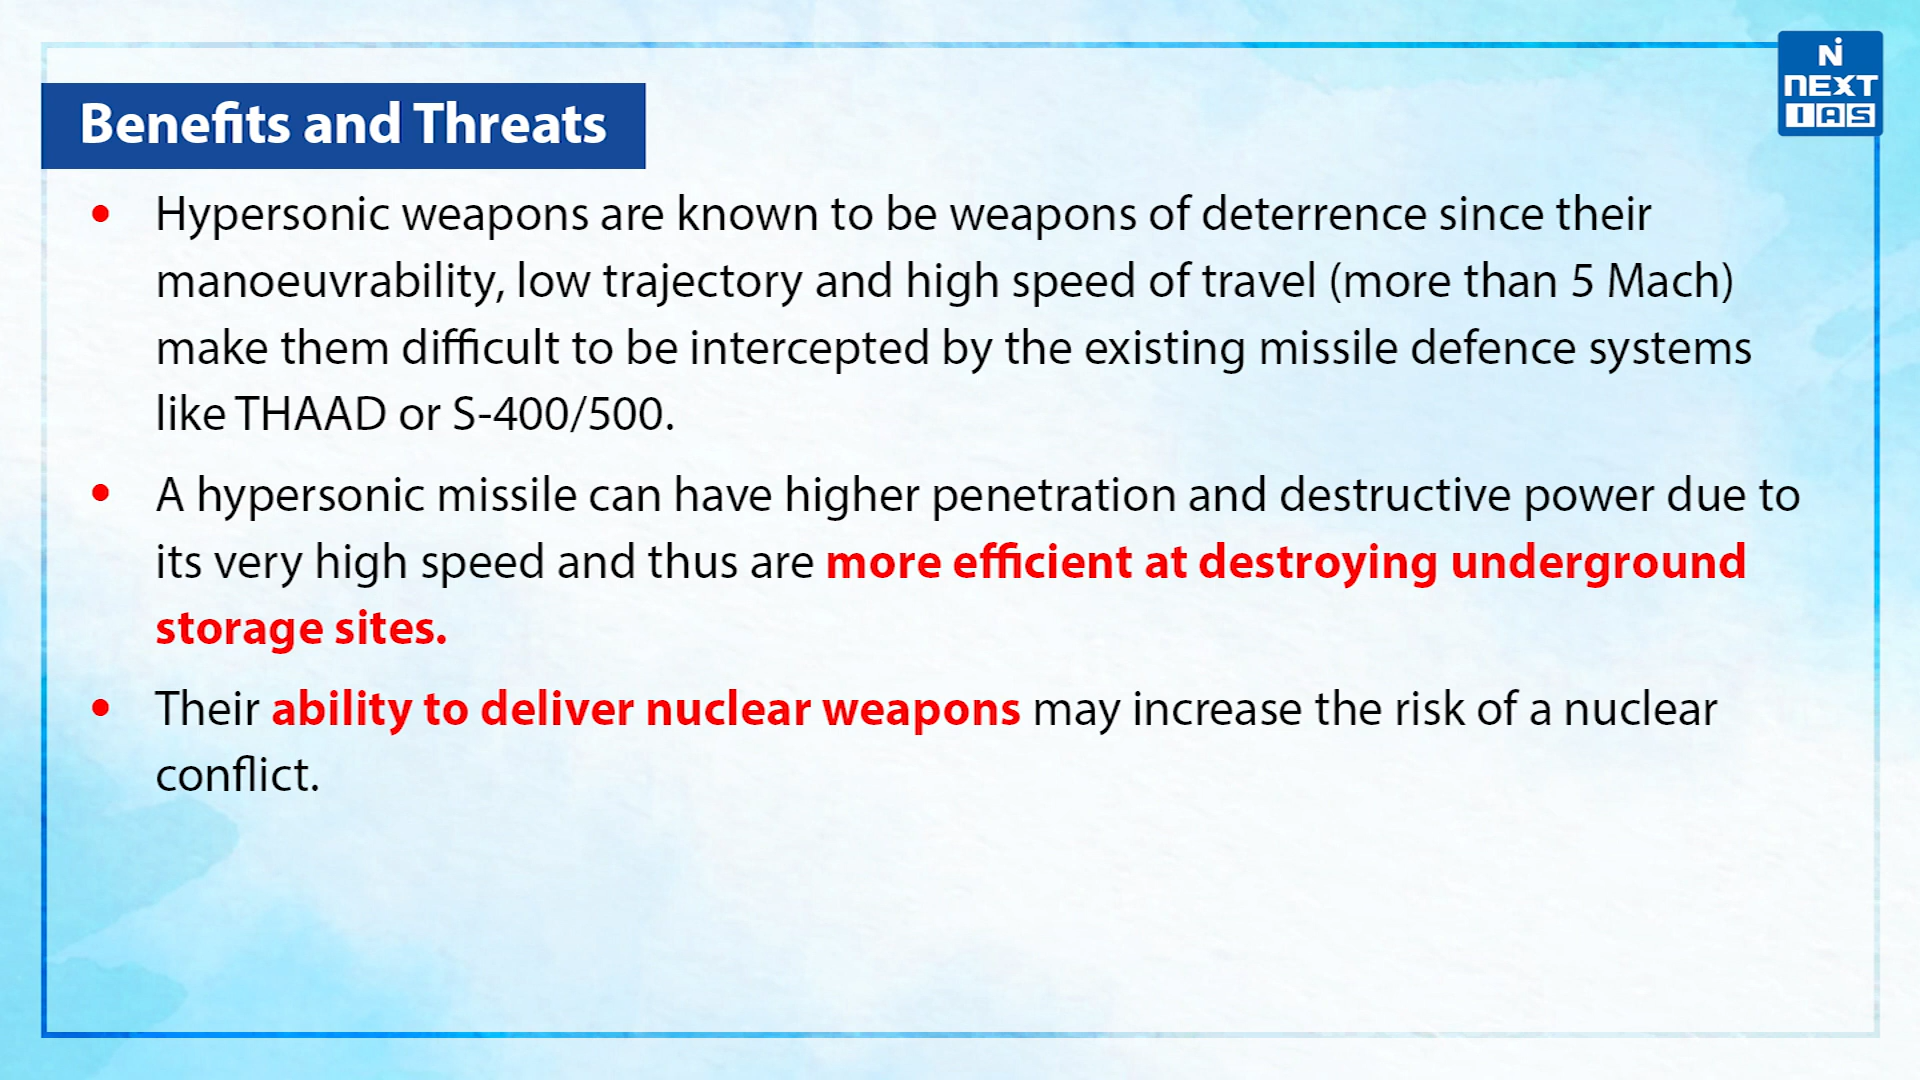 N
NEXT
IAS
Benefits and Threats
• Hypersonic weapons are known to be weapons of deterrence since their
manoeuvrability, low trajectory and high speed of travel (more than 5 Mach)
make them difficult to be intercepted by the existing missile defence systems
like THAAD or S-400/500.
• A hypersonic missile can have higher penetration and destructive power due to
its very high speed and thus are more efficient at destroying underground
storage sites.
• Their ability to deliver nuclear weapons may increase the risk of a nuclear
conflict.